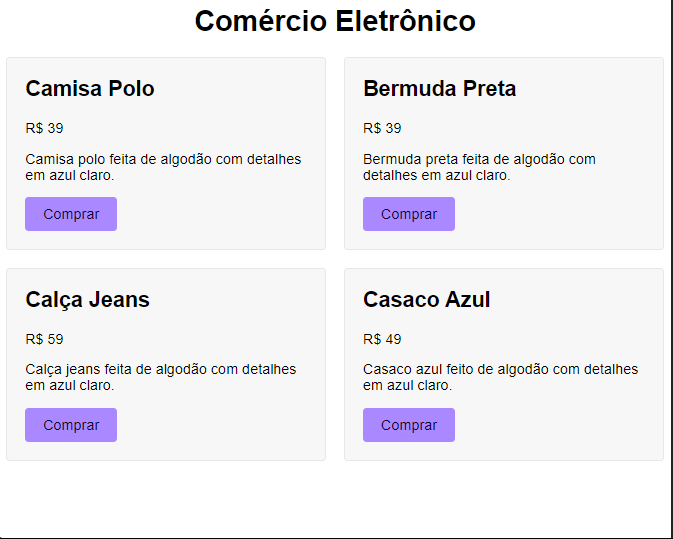 Comércio Eletrônico
Camisa Polo
R$ 39
Camisa polo feita de algodão com detalhes
em azul claro.
Comprar
Bermuda Preta
R$ 39
Bermuda preta feita de algodão com
detalhes em azul claro.
Comprar
Calça Jeans
R$ 59
Calça jeans feita de algodão com detalhes
em azul claro.
Comprar
Casaco Azul
R$ 49
Casaco azul feito de algodão com detalhes
em azul claro.
Comprar